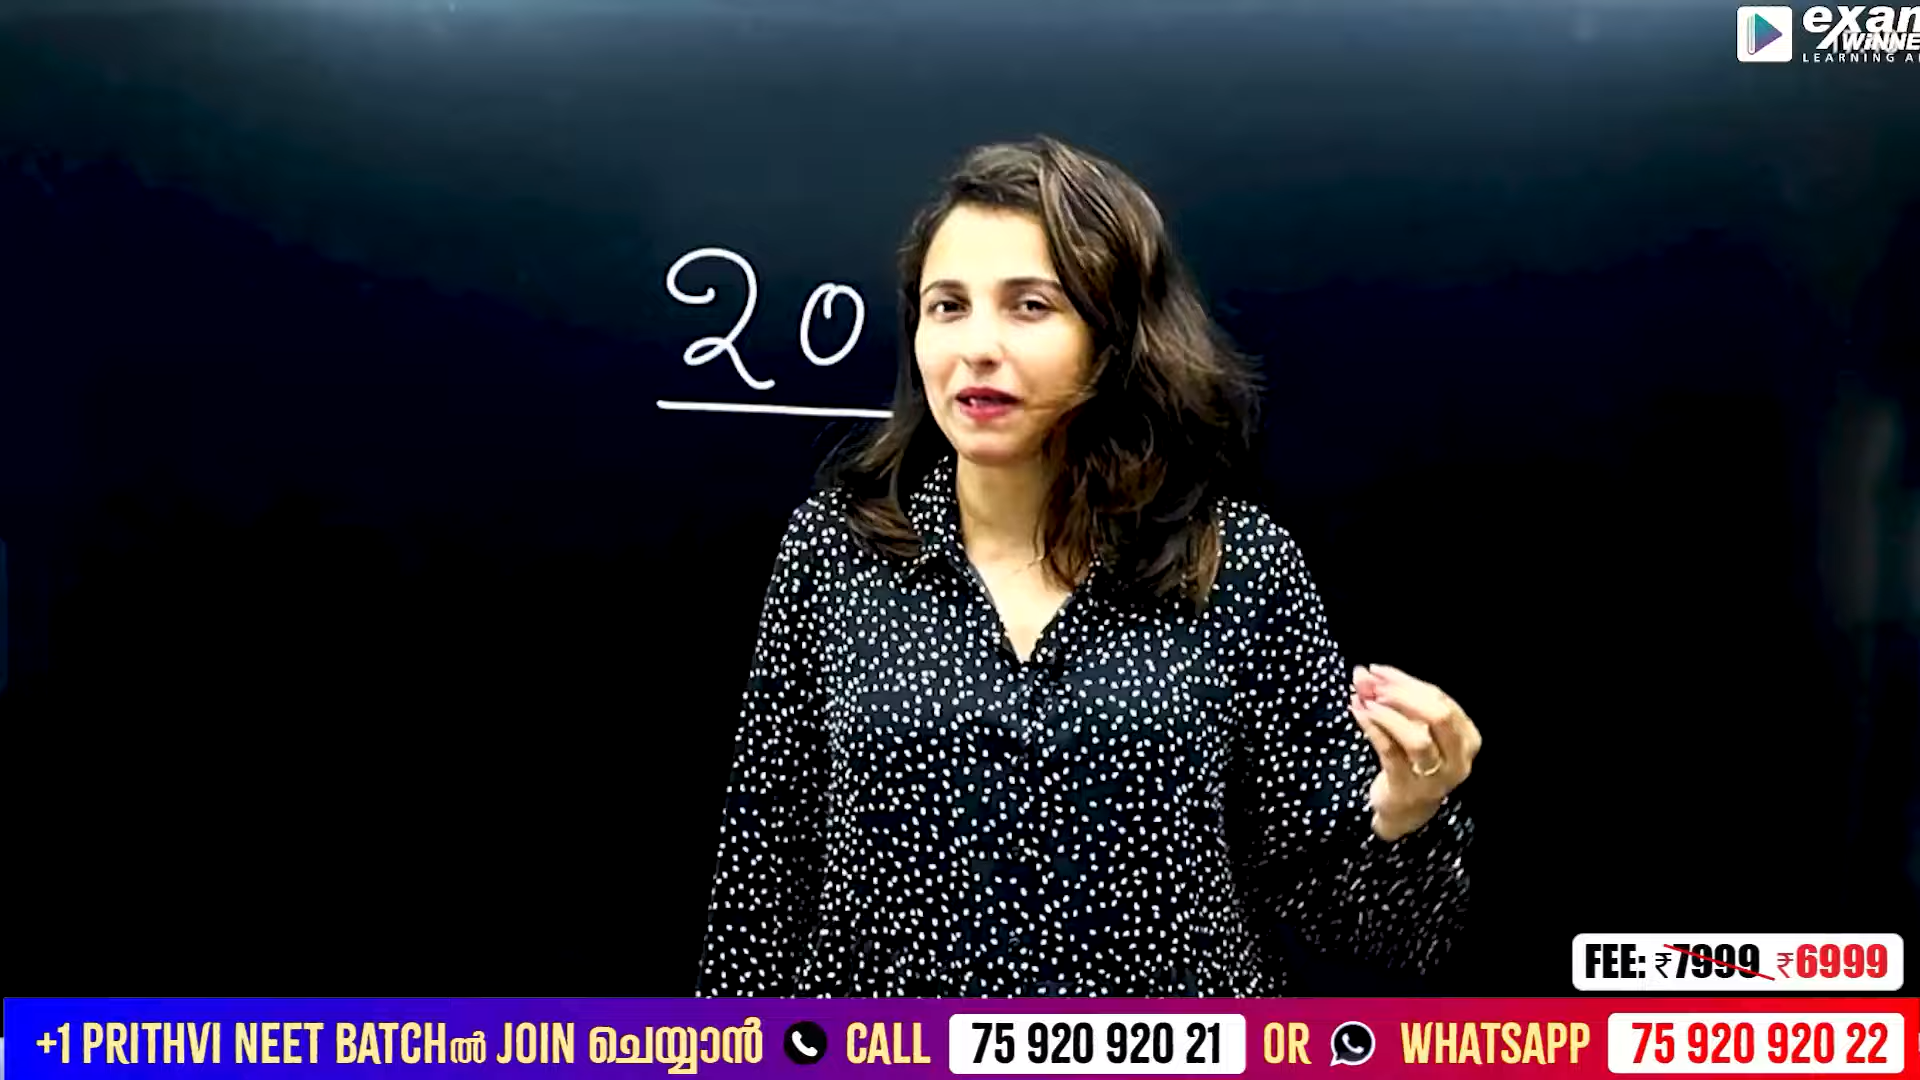 exam
WINNE
LEARNING A
20
FEE: ₹7999 ₹6999
+1 PRITHVI NEET BATCHൽ JOIN ചെയ്യാൻ CALL 75 920 920 21 OR WHATSAPP 75 920 920 22